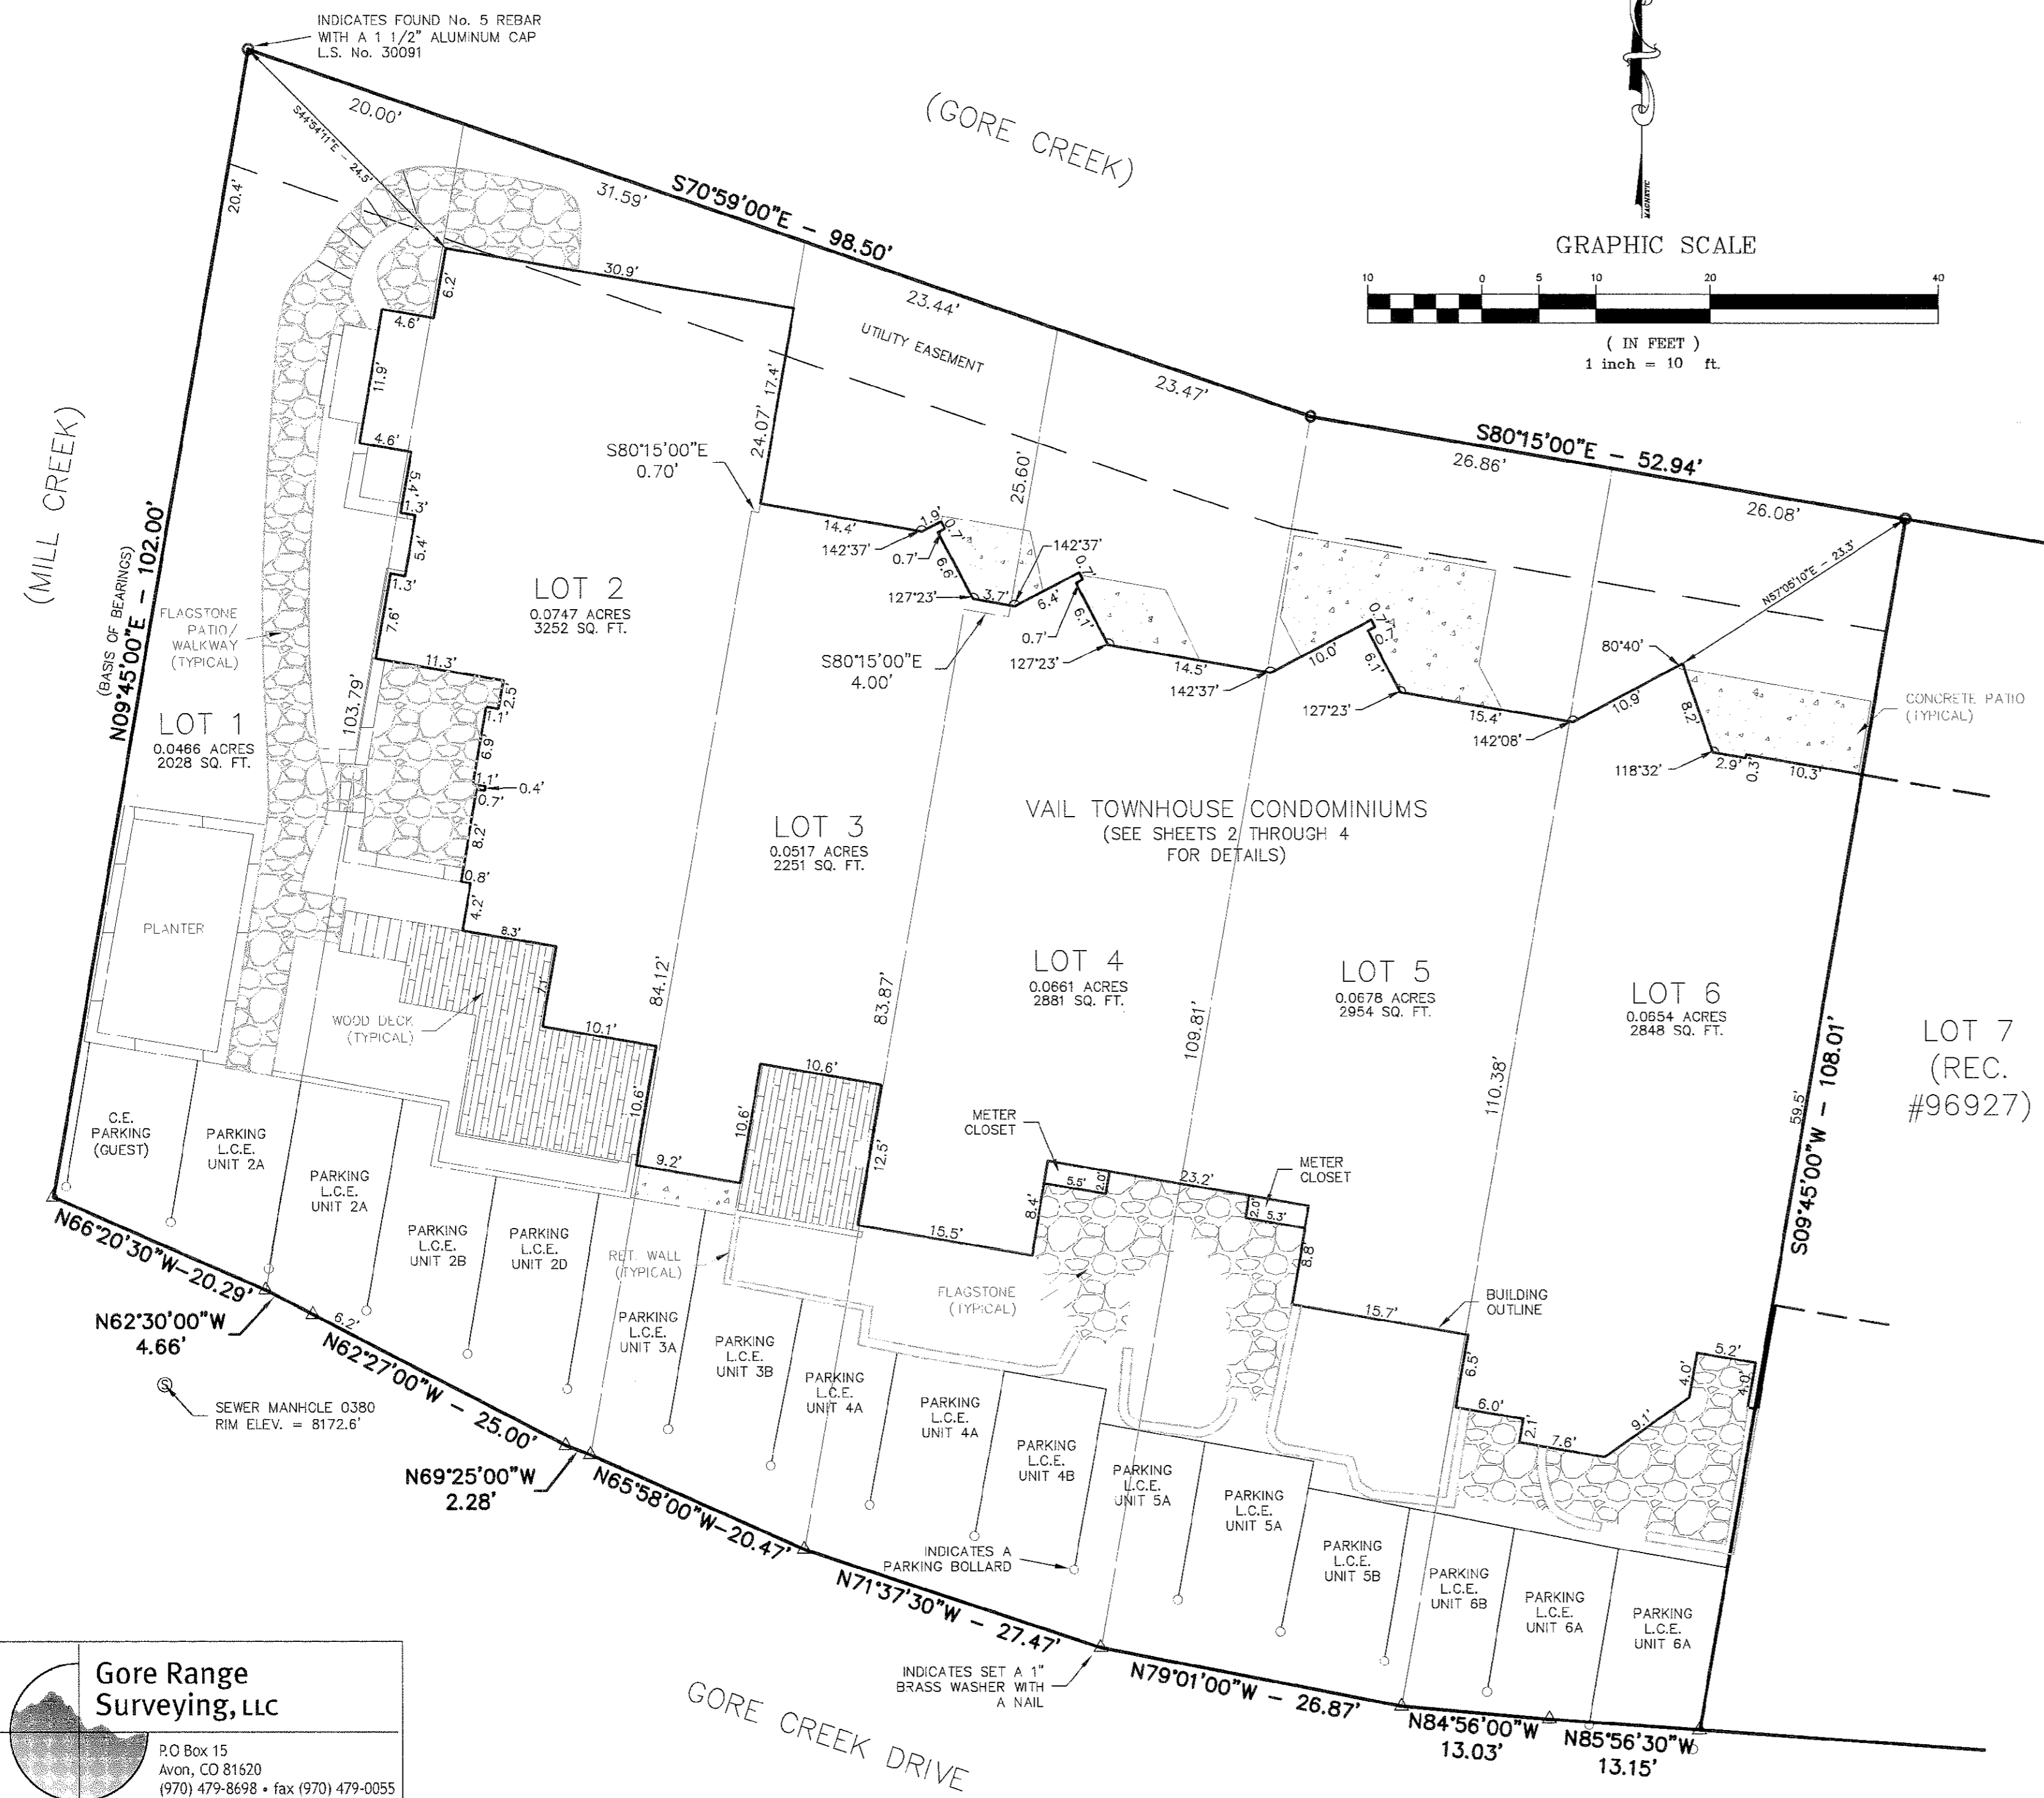 INDICATES FOUND No. 5 REBAR
WITH A 1 1/2" ALUMINUM CAP
L.S. No. 30091
20.00'
S44°54'11"E - 24.5'
20.4'
31.59'
S70°59'00"E - 98.50'
(GORE CREEK)
MAGNETIC
GRAPHIC SCALE
10 0 5 10 20 40
( IN FEET )
1 inch = 10 ft.
30.9'
6.2'
4.6'
11.9'
4.6'
5.4'
1.3'
5.4'
1.3'
7.6'
23.44'
UTILITY EASEMENT
23.47'
17.4'
24.07'
S80°15'00"E
0.70'
25.60'
S80°15'00"E - 52.94'
26.86'
26.08'
14.4'
1.9'
0.7'
142°37'
0.7'
6.6'
142°37'
127°23'
3.7'
6.4'
0.7'
0.7'
6.1'
S80°15'00"E
4.00'
127°23'
14.5'
142°37'
10.0'
0.7'
0.7'
6.1'
127°23'
15.4'
142°08'
10.9'
80°40'
N57°05'10"E - 23.3'
8.2'
118°32'
2.9'
0.3'
10.3'
CONCRETE PATIO
(TYPICAL)
(MILL CREEK)
(BASIS OF BEARINGS)
N09°45'00"E - 102.00'
FLAGSTONE
PATIO/
WALKWAY
(TYPICAL)
LOT 2
0.0747 ACRES
3252 SQ. FT.
11.3'
2.5'
1.1'
6.9'
1.1'
0.4'
0.7'
8.2'
0.8'
4.2'
103.79'
LOT 1
0.0466 ACRES
2028 SQ. FT.
LOT 3
0.0517 ACRES
2251 SQ. FT.
VAIL TOWNHOUSE CONDOMINIUMS
(SEE SHEETS 2 THROUGH 4
FOR DETAILS)
PLANTER
8.3'
7.1'
WOOD DECK
(TYPICAL)
10.1'
84.12'
83.87'
LOT 4
0.0661 ACRES
2881 SQ. FT.
109.81'
LOT 5
0.0678 ACRES
2954 SQ. FT.
110.38'
LOT 6
0.0654 ACRES
2848 SQ. FT.
59.5'
S09°45'00"W - 108.01'
LOT 7
(REC.
#96927)
10.6'
10.6'
10.6'
9.2'
12.5'
METER
CLOSET
METER
CLOSET
5.5'
2.0'
23.2'
2.0'
5.3'
8.4'
8.8'
15.5'
15.7'
BUILDING
OUTLINE
6.5'
6.0'
2.1'
7.6'
9.1'
4.0'
5.2'
4.0'
C.E.
PARKING
(GUEST)
PARKING
L.C.E.
UNIT 2A
PARKING
L.C.E.
UNIT 2A
PARKING
L.C.E.
UNIT 2B
PARKING
L.C.E.
UNIT 2D
RET. WALL
(TYPICAL)
FLAGSTONE
(TYPICAL)
PARKING
L.C.E.
UNIT 3A
PARKING
L.C.E.
UNIT 3B
PARKING
L.C.E.
UNIT 4A
PARKING
L.C.E.
UNIT 4A
PARKING
L.C.E.
UNIT 4B
PARKING
L.C.E.
UNIT 5A
PARKING
L.C.E.
UNIT 5A
PARKING
L.C.E.
UNIT 5B
PARKING
L.C.E.
UNIT 6B
PARKING
L.C.E.
UNIT 6A
PARKING
L.C.E.
UNIT 6A
N66°20'30"W-20.29'
N62°30'00"W
4.66'
6.2'
N62°27'00"W - 25.00'
S
SEWER MANHOLE 0380
RIM ELEV. = 8172.6'
N69°25'00"W
2.28'
N65°58'00"W-20.47'
INDICATES A
PARKING BOLLARD
N71°37'30"W - 27.47'
INDICATES SET A 1"
BRASS WASHER WITH
A NAIL
N79°01'00"W - 26.87'
N84°56'00"W
13.03'
N85°56'30"W
13.15'
GORE CREEK DRIVE
Gore Range
Surveying, LLC
P.O Box 15
Avon, CO 81620
(970) 479-8698 • fax (970) 479-0055